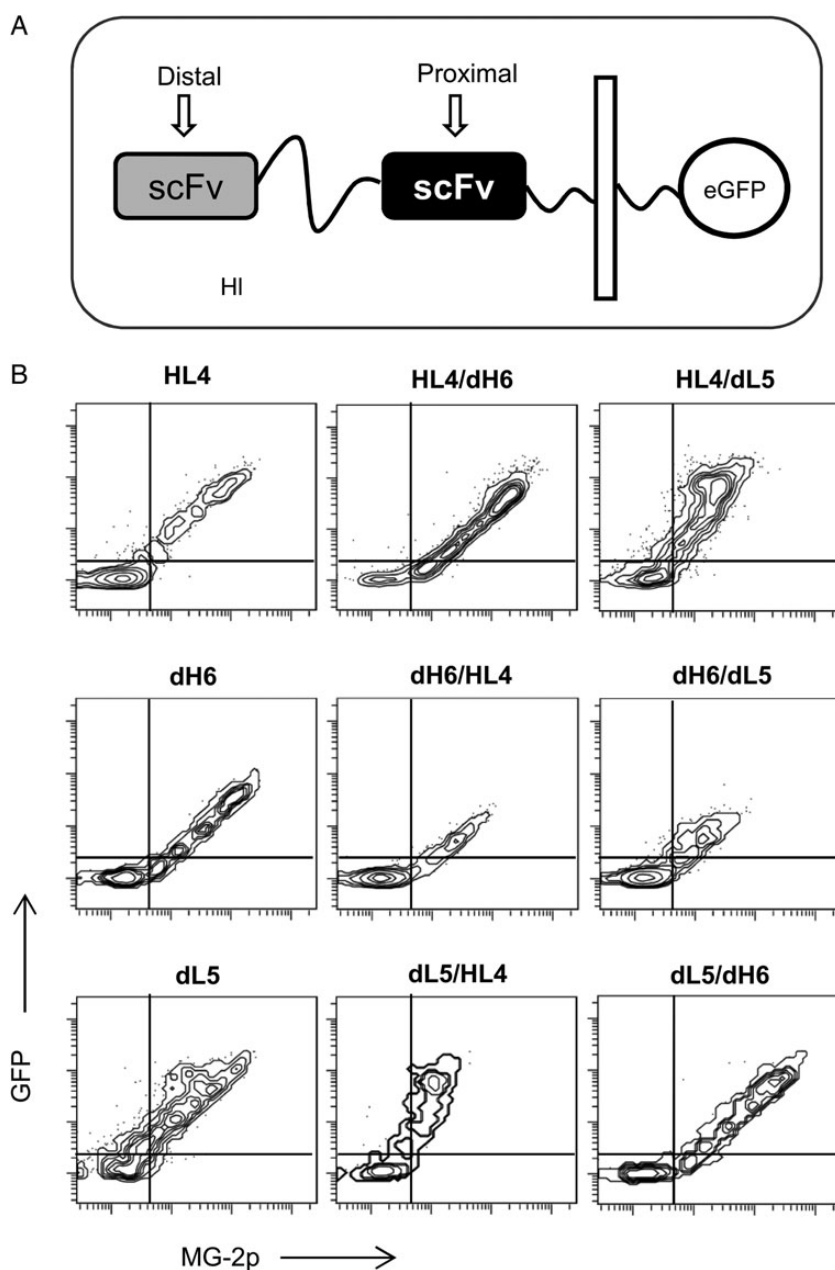 A
Distal
Proximal
scFv
scFv
eGFP
HI
B
HL4
HL4/dH6
HL4/dL5
dH6
dH6/HL4
dH6/dL5
dL5
dL5/HL4
dL5/dH6
GFP
MG-2p